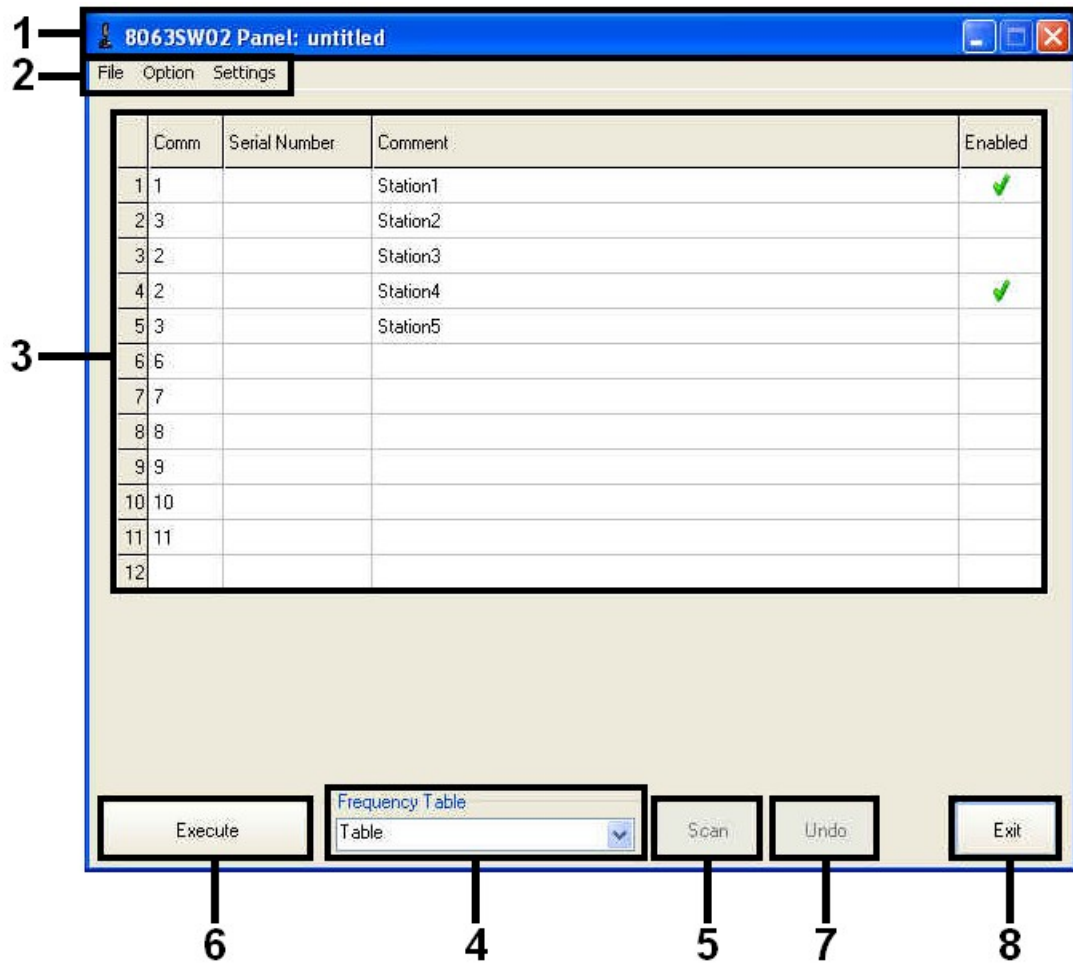 1 8063SW02 Panel: untitled
2 File Option Settings
Comm Serial Number Comment Enabled
1 1 Station1
2 3 Station2
3 2 Station3
4 2 Station4
5 3 Station5
3
6 6
7 7
8 8
9 9
10 10
11 11
12
Frequency Table
Execute Table Scan Undo Exit
6 4 5 7 8